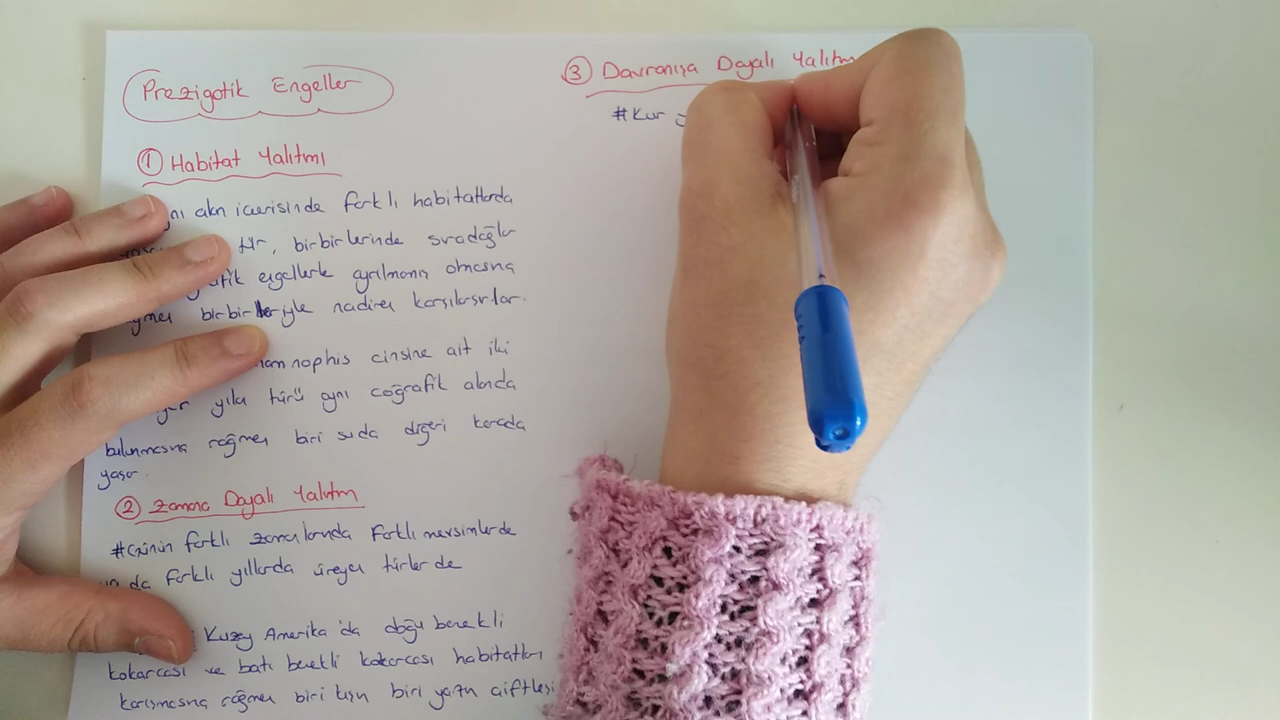 Prezigotik Engeller
① Habitat Yalıtımı
alan içerisinde farklı habitatlarda
tür, birbirlerinde sıradağlar
engellerle ayrılmamış olmasına
birbirleriyle nadiren karşılaşırlar.
cinsine ait iki
yılan türü aynı coğrafik alanda
bulunmasına rağmen biri suda diğeri karada
yaşar.
② Zamana Dayalı Yalıtım
#Günün farklı zamanlarında farklı mevsimlerde
da farklı yıllarda üreyen türler de
Kuzey Amerika'da doğu benekli
kokarcası ve batı benekli kokarcası habitatları
karışmasına rağmen biri kışın biri yazın çiftleşi
③ Davranışa Dayalı Yalıtım
#Kur